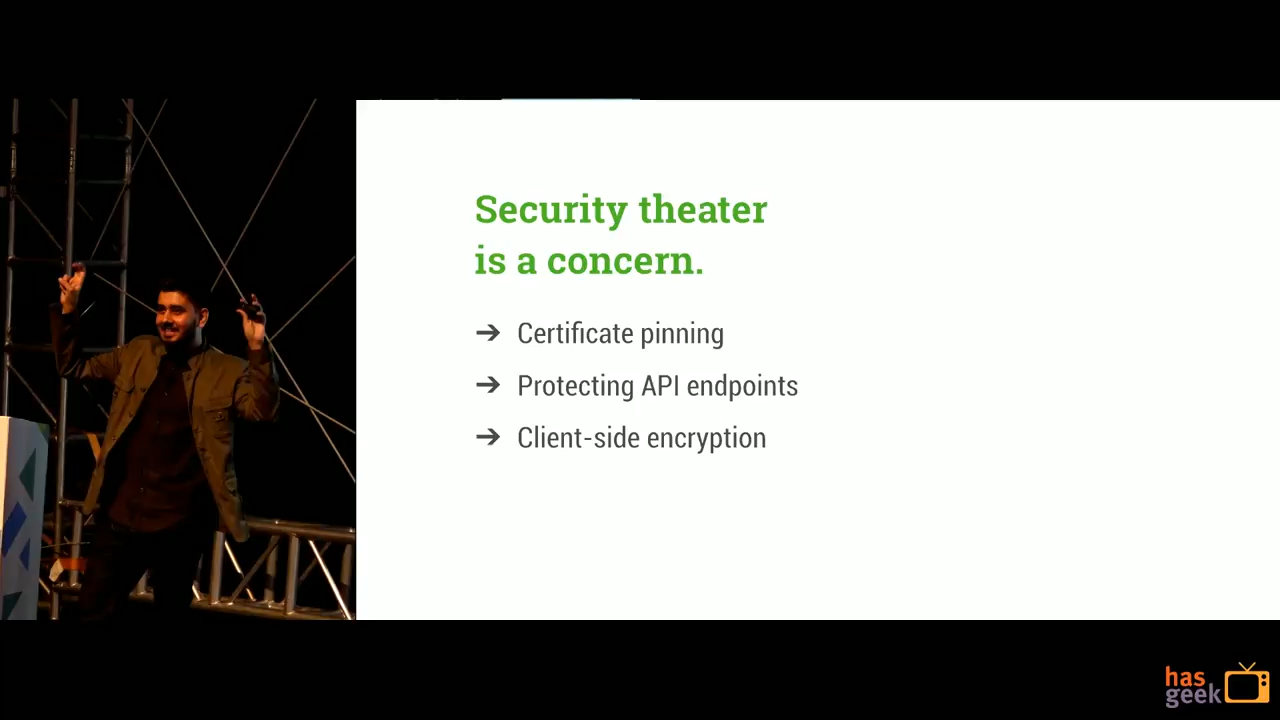 Security theater
is a concern.
➔ Certificate pinning
➔ Protecting API endpoints
➔ Client-side encryption
has
geek